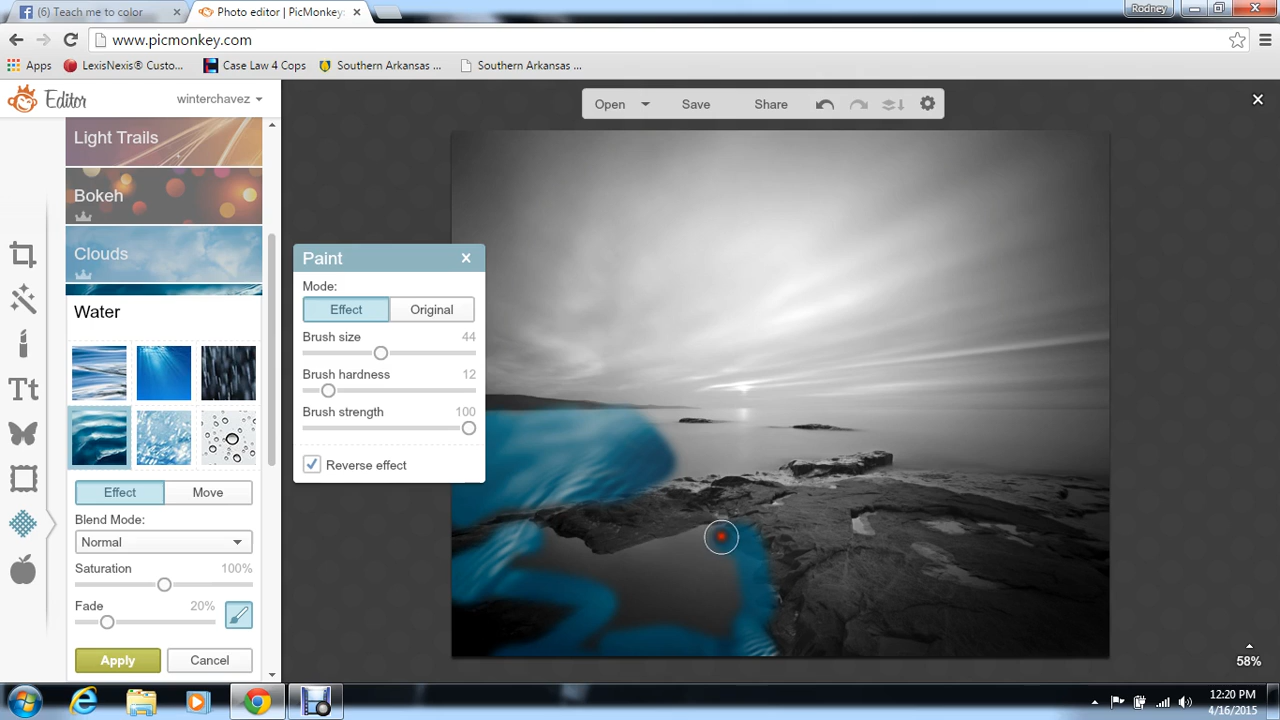 (6) Teach me to color
Photo editor | PicMonkey:
Rodney
www.picmonkey.com
Apps
LexisNexis® Custo...
Case Law 4 Cops
Southern Arkansas ...
Southern Arkansas ...
Editor
winterchavez
Open
Save
Share
Light Trails
Bokeh
Clouds
Water
Effect
Move
Blend Mode:
Normal
Saturation 100%
Fade 20%
Apply
Cancel
Tt
Paint
Mode:
Effect
Original
Brush size 44
Brush hardness 12
Brush strength 100
Reverse effect
58%
12:20 PM
4/16/2015